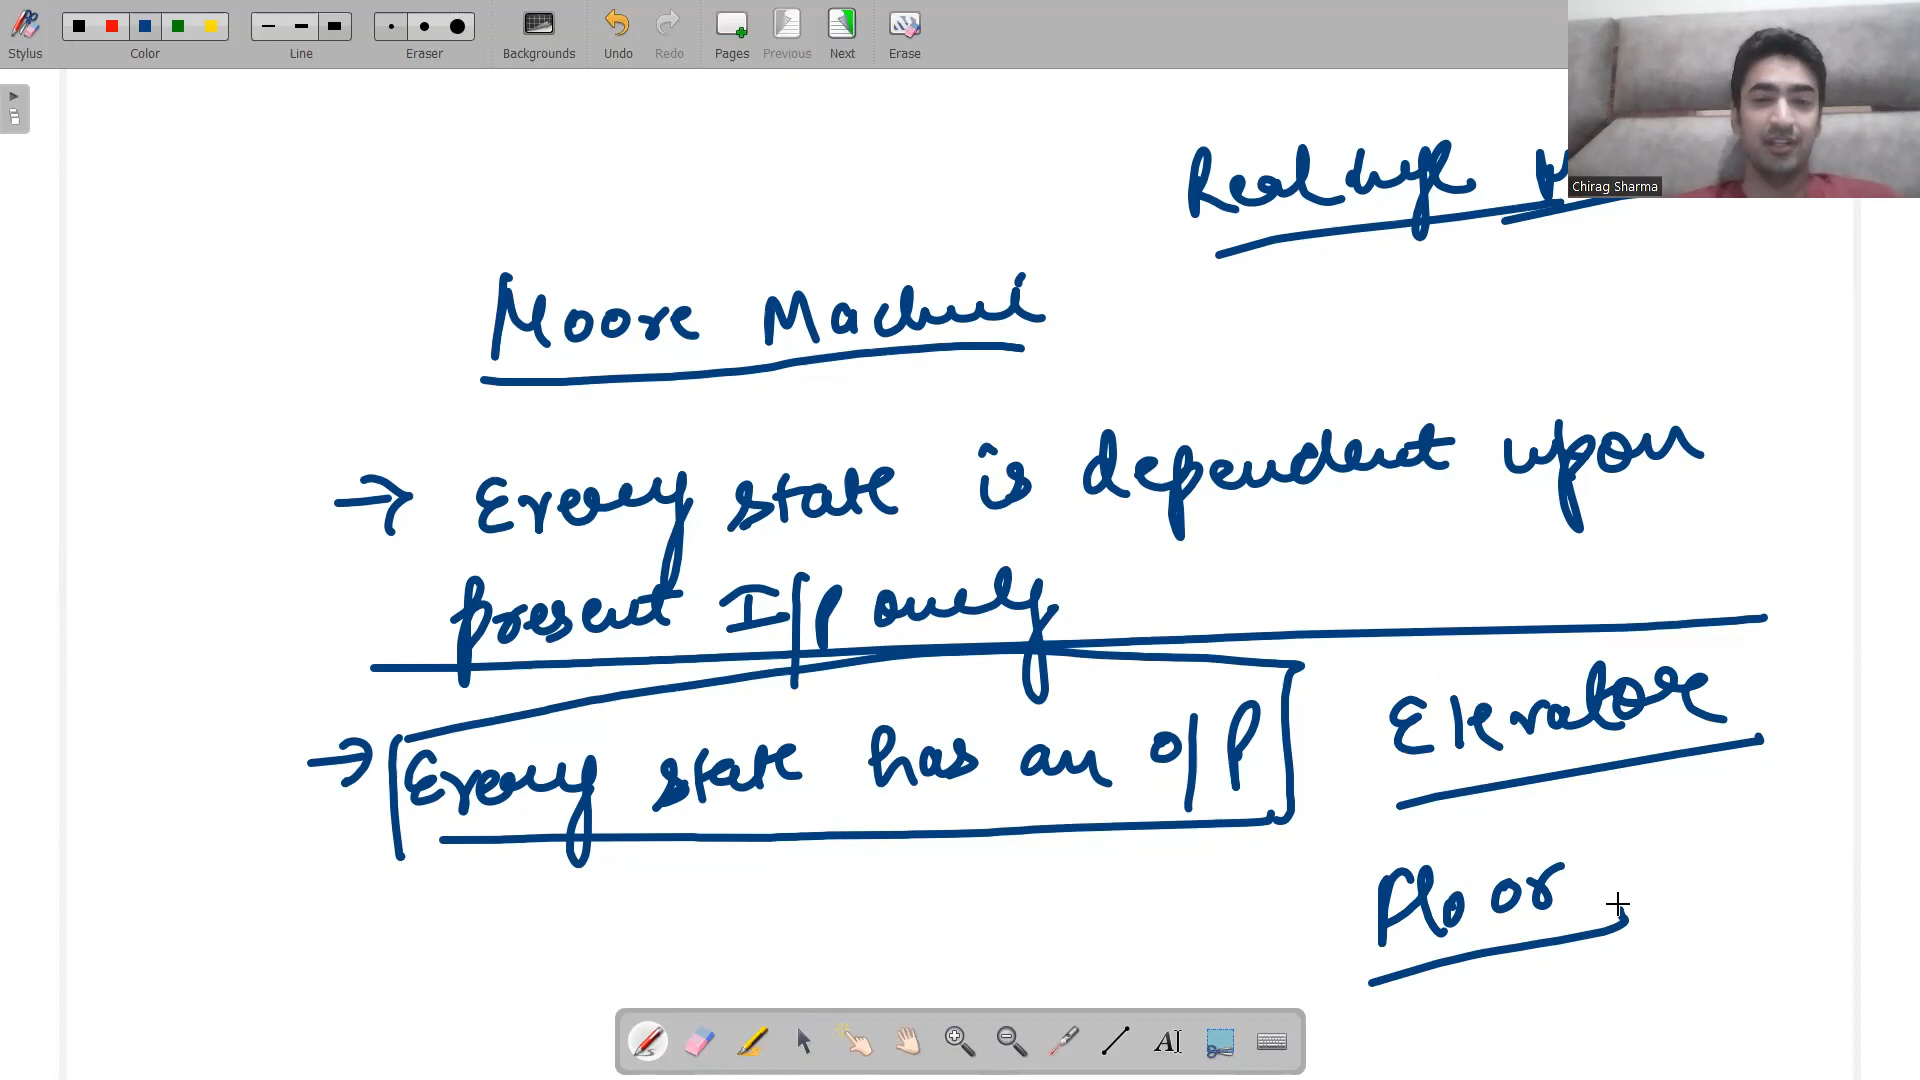 Stylus
Color
Line
Eraser
Backgrounds
Undo
Redo
Pages
Previous
Next
Erase
Chirag Sharma
Real life
Moore Machine
→ Every state is dependent upon
present I/P only
→ Every state has an O/P
Elevator
Floor
AI